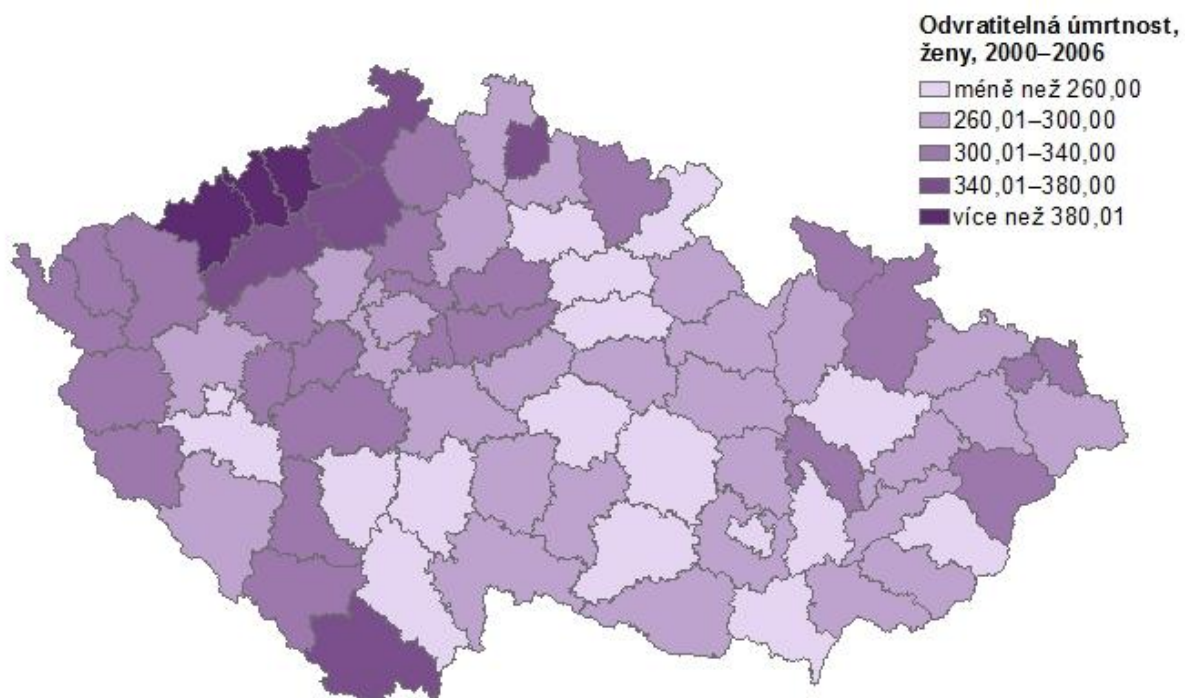 Odvratitelná úmrtnost,
ženy, 2000–2006
méně než 260,00
260,01–300,00
300,01–340,00
340,01–380,00
více než 380,01